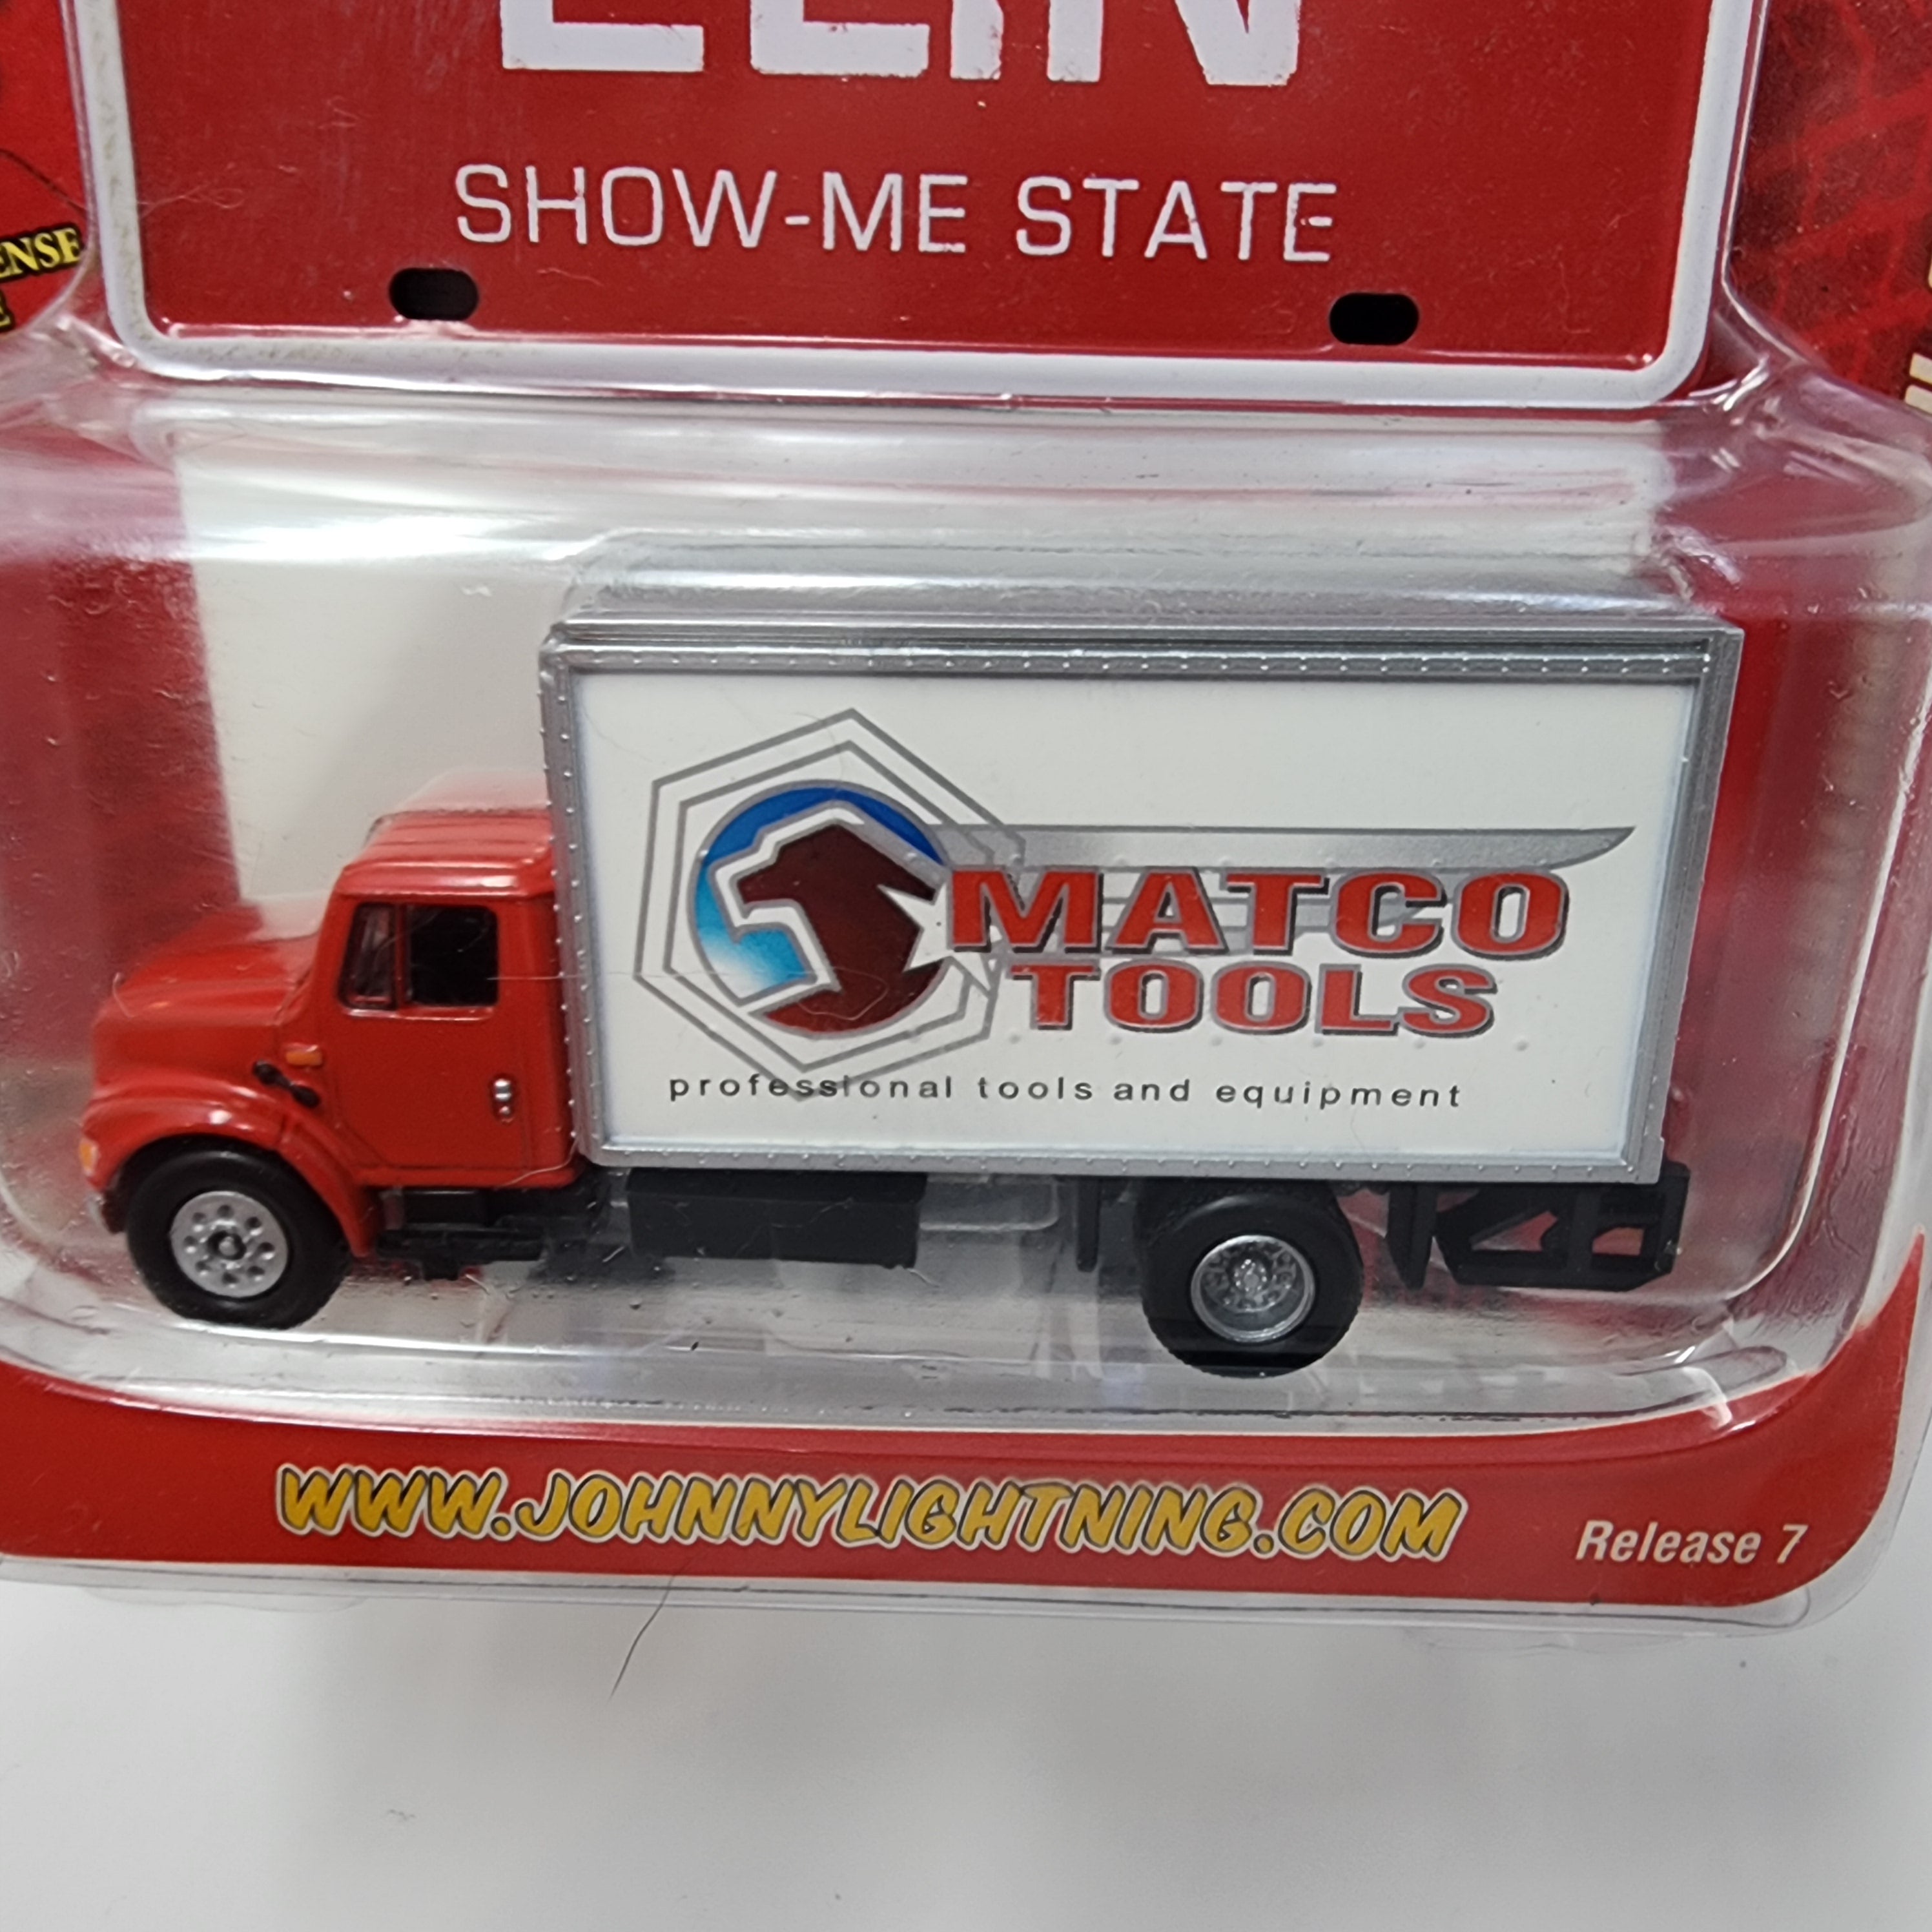 SHOW-ME STATE
MATCO
TOOLS
professional tools and equipment
WWW.JOHNNYLIGHTNING.COM
Release 7